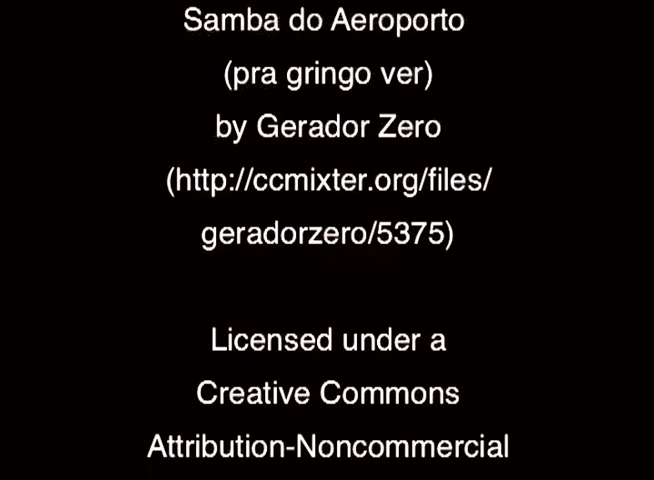 Samba do Aeroporto
(pra gringo ver)
by Gerador Zero
(http://ccmixter.org/files/
geradorzero/5375)
Licensed under a
Creative Commons
Attribution-Noncommercial